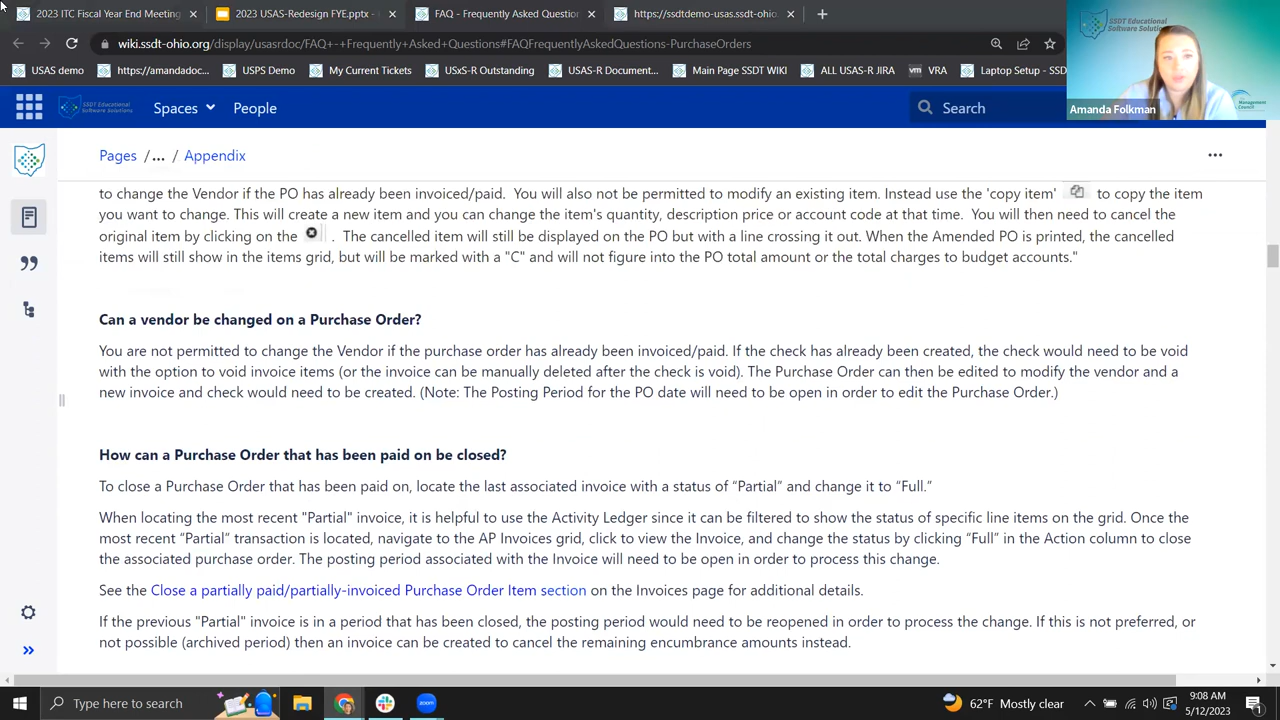 2023 ITC May End Meeting
2023 USAS-Redesign FYE.pptx -
FAQ - Frequently Asked Questions
https://ssdtdemo-usas.ssdt-ohio.
wiki.ssdt-ohio.org/display/usasrdoc/FAQ+-+Frequently+Asked+Questions#FAQFrequentlyAskedQuestions-PurchaseOrders
USAS demo
https://amandadoc...
USPS Demo
My Current Tickets
USxS-R Outstanding
USAS-R Document...
Main Page SSDT WIKI
ALL USAS-R JIRA
VRA
Laptop Setup - SSD
SSDT Educational
Software Solutions
Amanda Folkman
Management
Council
SSDT Educational
Software Solutions
Spaces
People
Search
Pages /... / Appendix
to change the Vendor if the PO has already been invoiced/paid. You will also not be permitted to modify an existing item. Instead use the 'copy item' to copy the item
you want to change. This will create a new item and you can change the item's quantity, description price or account code at that time. You will then need to cancel the
original item by clicking on the . The cancelled item will still be displayed on the PO but with a line crossing it out. When the Amended PO is printed, the cancelled
items will still show in the items grid, but will be marked with a "C" and will not figure into the PO total amount or the total charges to budget accounts."
Can a vendor be changed on a Purchase Order?
You are not permitted to change the Vendor if the purchase order has already been invoiced/paid. If the check has already been created, the check would need to be void
with the option to void invoice items (or the invoice can be manually deleted after the check is void). The Purchase Order can then be edited to modify the vendor and a
new invoice and check would need to be created. (Note: The Posting Period for the PO date will need to be open in order to edit the Purchase Order.)
How can a Purchase Order that has been paid on be closed?
To close a Purchase Order that has been paid on, locate the last associated invoice with a status of “Partial” and change it to “Full.”
When locating the most recent "Partial" invoice, it is helpful to use the Activity Ledger since it can be filtered to show the status of specific line items on the grid. Once the
most recent “Partial” transaction is located, navigate to the AP Invoices grid, click to view the Invoice, and change the status by clicking “Full” in the Action column to close
the associated purchase order. The posting period associated with the Invoice will need to be open in order to process this change.
See the Close a partially paid/partially-invoiced Purchase Order Item section on the Invoices page for additional details.
If the previous "Partial" invoice is in a period that has been closed, the posting period would need to be reopened in order to process the change. If this is not preferred, or
not possible (archived period) then an invoice can be created to cancel the remaining encumbrance amounts instead.
Type here to search
zoom
62°F Mostly clear
9:08 AM
5/12/2023
1